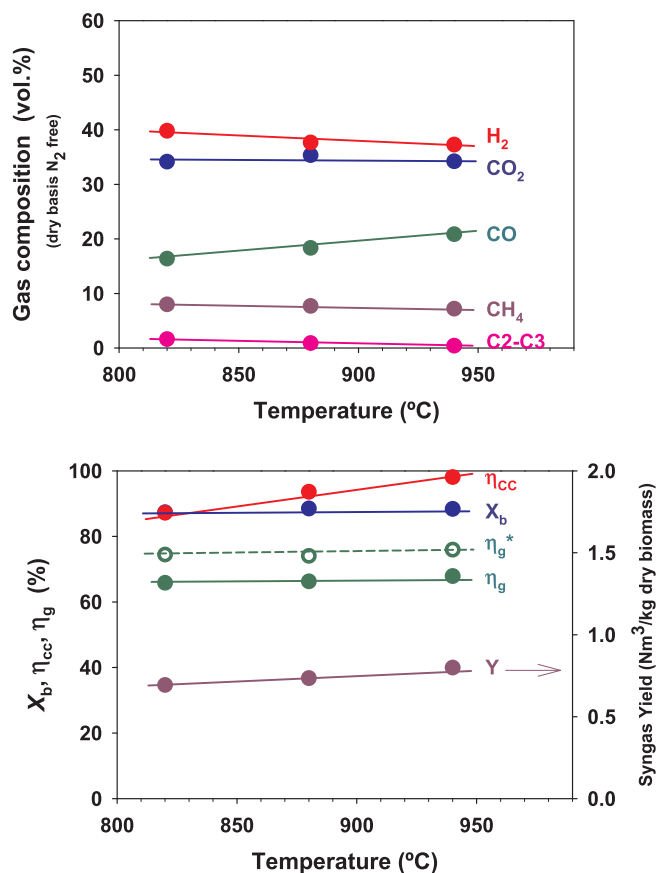 60
50
40
30
20
10
0
Gas composition (vol.%)
(dry basis N2 free)
H2
CO2
CO
CH4
C2-C3
800 850 900 950
Temperature (ºC)
100
80
60
40
20
0
Xb, ηcc, ηg (%)
ηCC
Xb
ηg*
ηg
Y
2.0
1.5
1.0
0.5
0.0
Syngas Yield (Nm3/kg dry biomass)
800 850 900 950
Temperature (ºC)